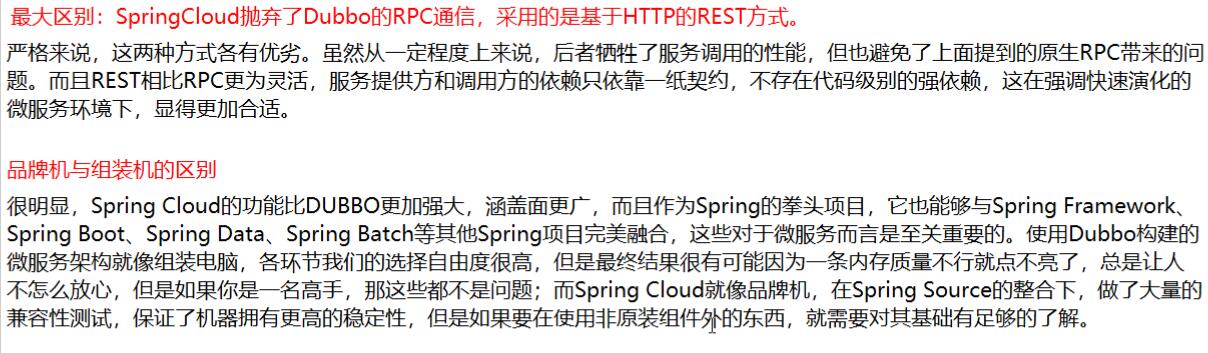 最大区别：SpringCloud抛弃了Dubbo的RPC通信，采用的是基于HTTP的REST方式。
严格来说，这两种方式各有优劣。虽然从一定程度上来说，后者牺牲了服务调用的性能，但也避免了上面提到的原生RPC带来的问
题。而且REST相比RPC更为灵活，服务提供方和调用方的依赖只依靠一纸契约，不存在代码级别的强依赖，这在强调快速演化的
微服务环境下，显得更加合适。
品牌机与组装机的区别
很明显，Spring Cloud的功能比DUBBO更加强大，涵盖面更广，而且作为Spring的拳头项目，它也能够与Spring Framework、
Spring Boot、Spring Data、Spring Batch等其他Spring项目完美融合，这些对于微服务而言是至关重要的。使用Dubbo构建的
微服务架构就像组装电脑，各环节我们的选择自由度很高，但是最终结果很有可能因为一条内存质量不行就点不亮了，总是让人
不怎么放心，但是如果你是一名高手，那这些都不是问题；而Spring Cloud就像品牌机，在Spring Source的整合下，做了大量的
兼容性测试，保证了机器拥有更高的稳定性，但是如果要在使用非原装组件外的东西，就需要对其基础有足够的了解。